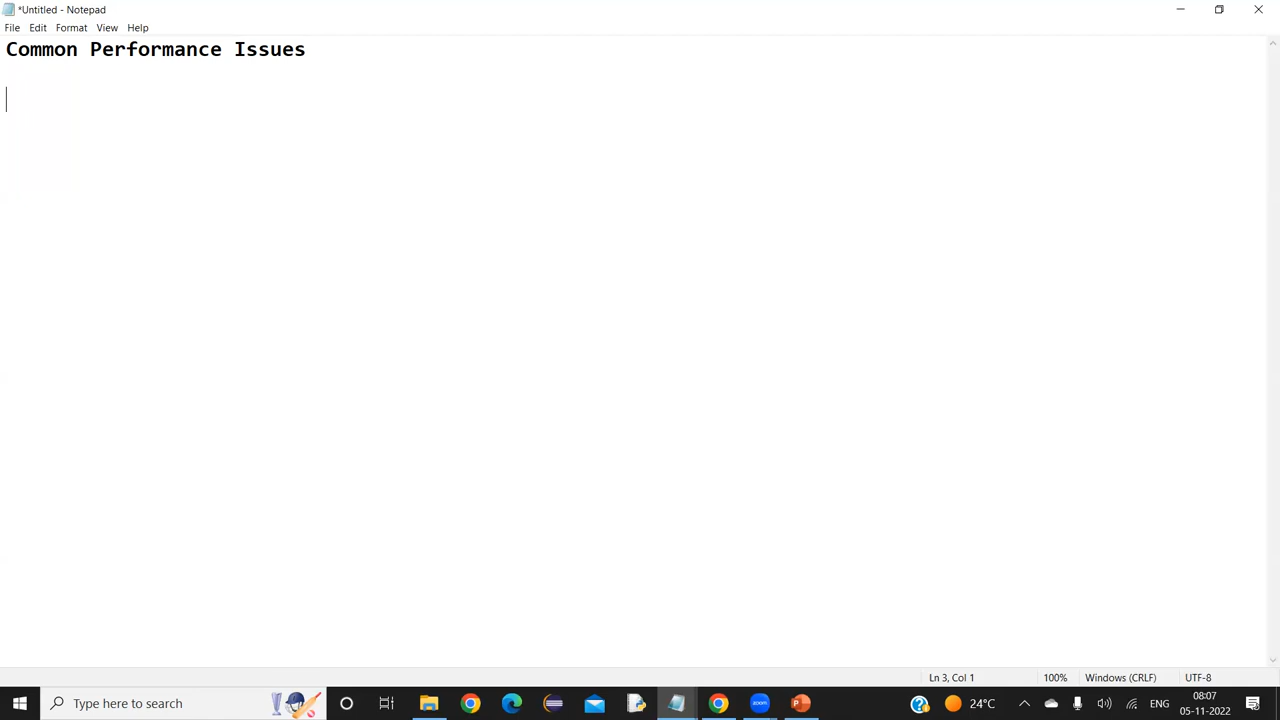 *Untitled - Notepad
File Edit Format View Help
Common Performance Issues
Ln 3, Col 1 100% Windows (CRLF) UTF-8
Type here to search
zoom
24°C
ENG
08:07
05-11-2022